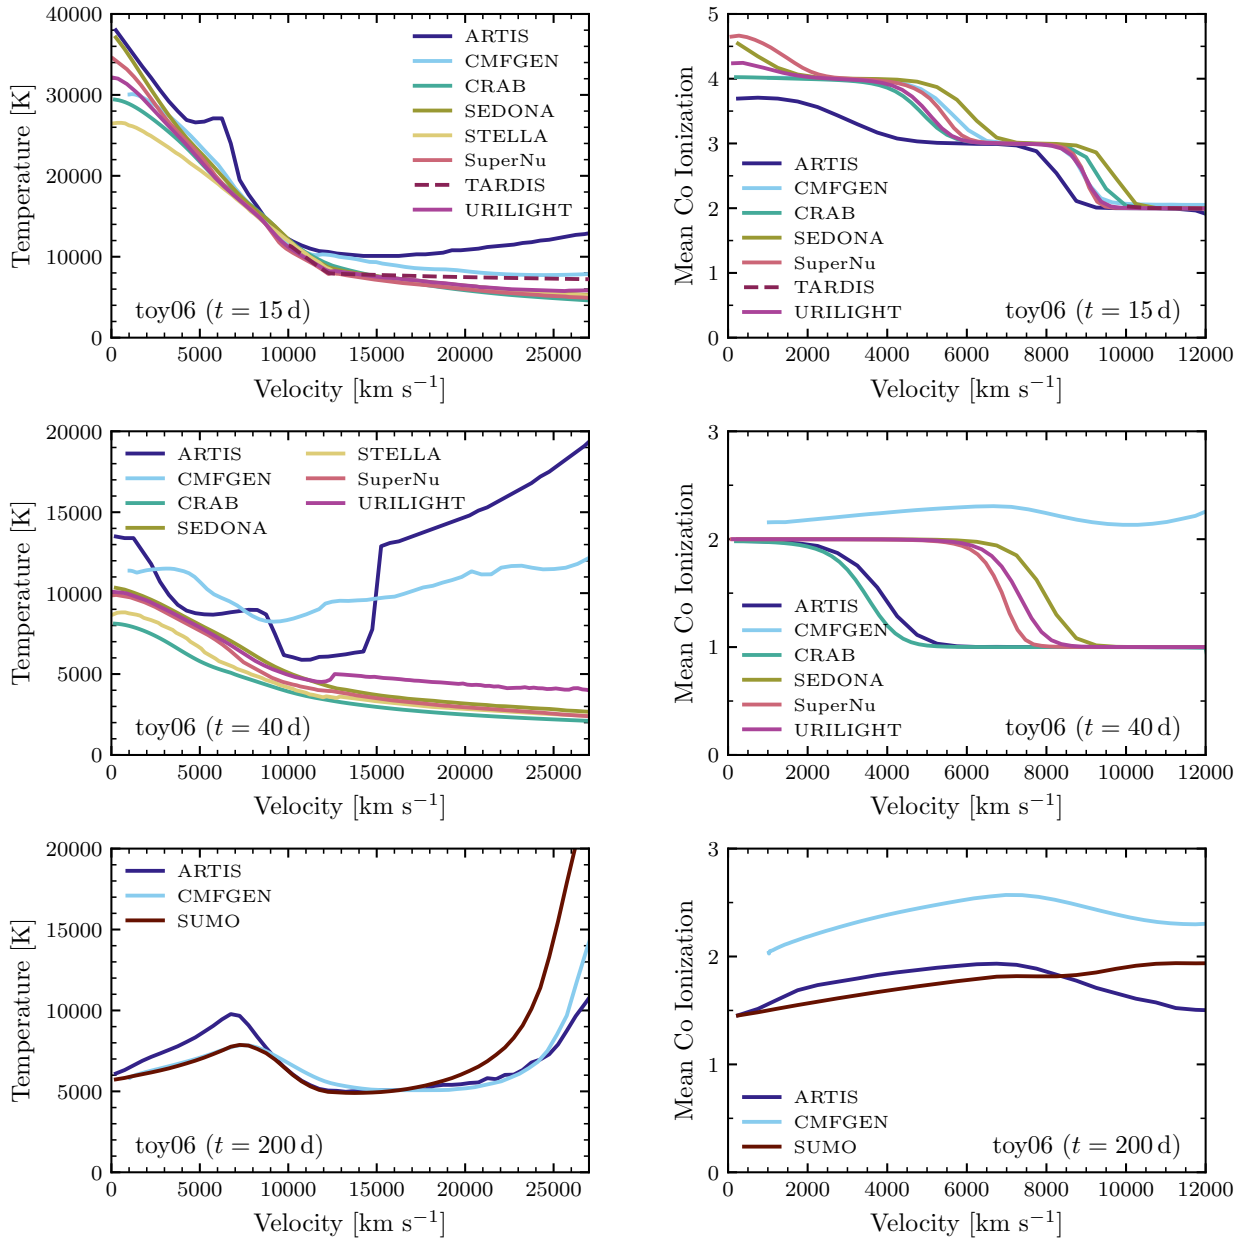 40000
30000
20000
10000
0
Temperature [K]
ARTIS
CMFGEN
CRAB
SEDONA
STELLA
SuperNu
TARDIS
URILIGHT
toy06 (t = 15 d)
0 5000 10000 15000 20000 25000
Velocity [km s⁻¹]
5
4
3
2
1
0
Mean Co Ionization
ARTIS
CMFGEN
CRAB
SEDONA
SuperNu
TARDIS
URILIGHT
toy06 (t = 15 d)
0 2000 4000 6000 8000 10000 12000
Velocity [km s⁻¹]
20000
15000
10000
5000
0
Temperature [K]
ARTIS
CMFGEN
CRAB
SEDONA
STELLA
SuperNu
URILIGHT
toy06 (t = 40 d)
0 5000 10000 15000 20000 25000
Velocity [km s⁻¹]
3
2
1
0
Mean Co Ionization
ARTIS
CMFGEN
CRAB
SEDONA
SuperNu
URILIGHT
toy06 (t = 40 d)
0 2000 4000 6000 8000 10000 12000
Velocity [km s⁻¹]
20000
15000
10000
5000
0
Temperature [K]
ARTIS
CMFGEN
SUMO
toy06 (t = 200 d)
0 5000 10000 15000 20000 25000
Velocity [km s⁻¹]
3
2
1
0
Mean Co Ionization
ARTIS
CMFGEN
SUMO
toy06 (t = 200 d)
0 2000 4000 6000 8000 10000 12000
Velocity [km s⁻¹]